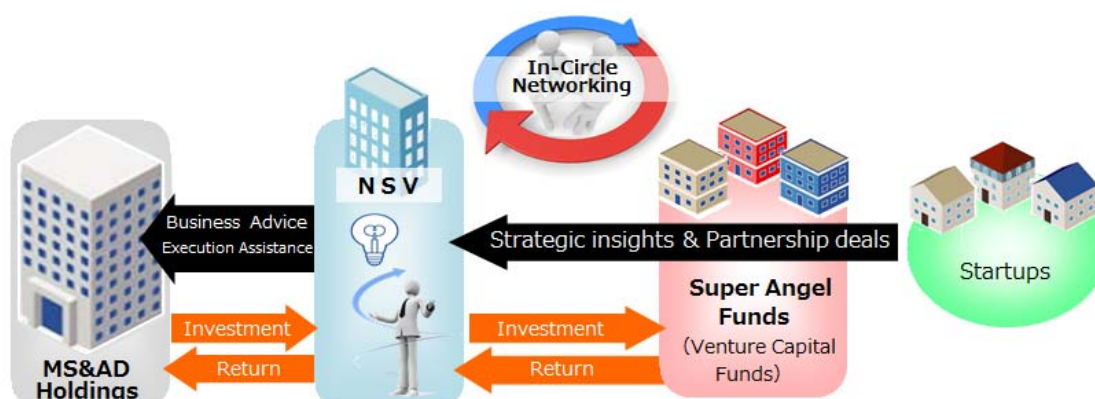 In-Circle
Networking
NSV
Business Advice
Execution Assistance
Strategic insights & Partnership deals
Startups
Super Angel
Funds
(Venture Capital
Funds)
Investment
Investment
Return
Return
MS&AD
Holdings